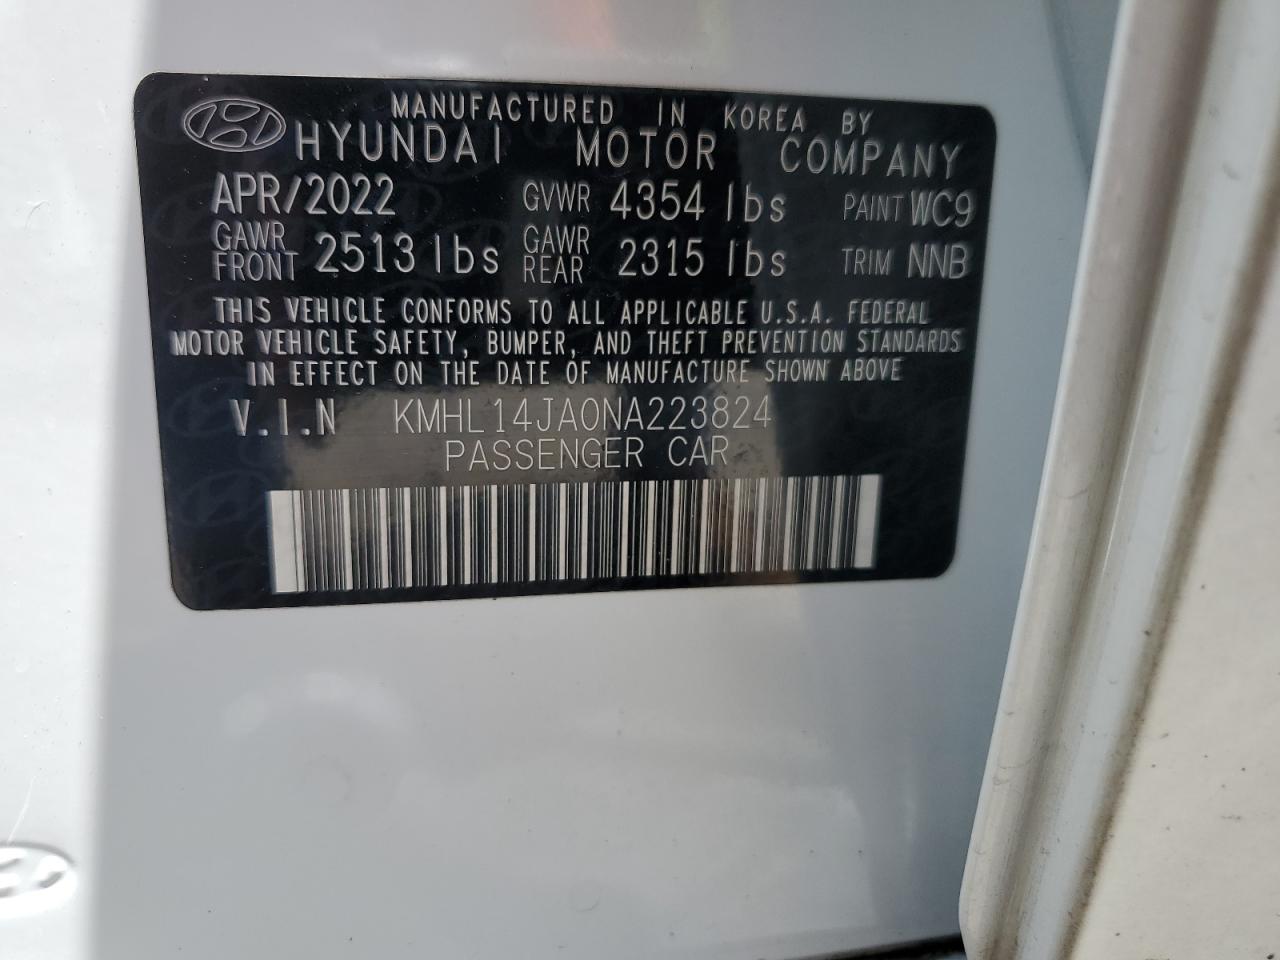 MANUFACTURED IN KOREA BY
HYUNDAI MOTOR COMPANY
APR/2022 GVWR 4354 lbs PAINT WC9
GAWR FRONT 2513 lbs GAWR REAR 2315 lbs TRIM NNB
THIS VEHICLE CONFORMS TO ALL APPLICABLE U.S.A. FEDERAL
MOTOR VEHICLE SAFETY, BUMPER, AND THEFT PREVENTION STANDARDS
IN EFFECT ON THE DATE OF MANUFACTURE SHOWN ABOVE
V.I.N KMHL14JA0NA223824
PASSENGER CAR